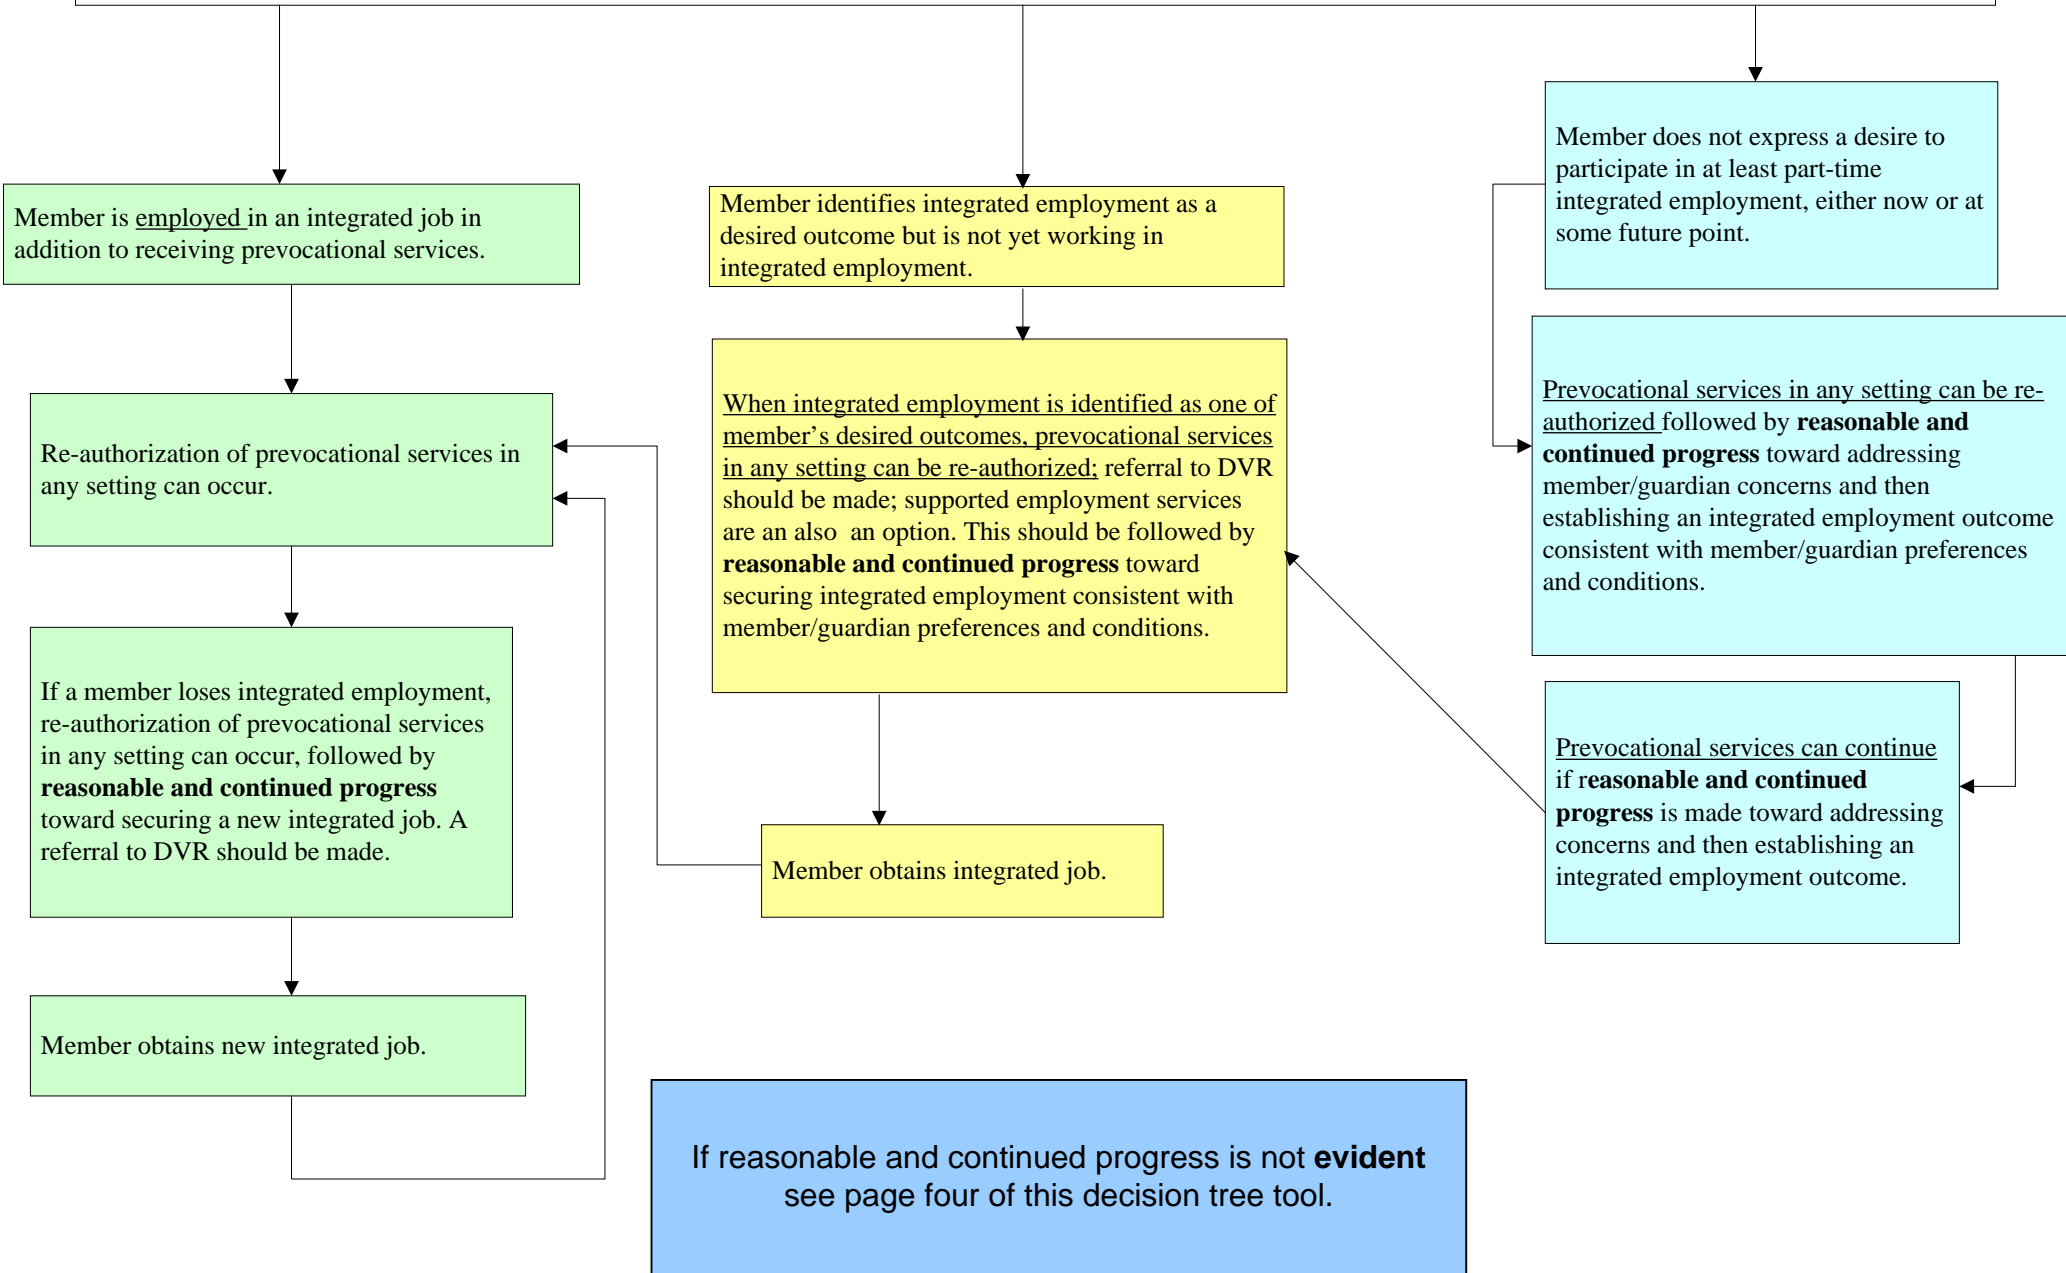 Member is employed in an integrated job in
addition to receiving prevocational services.
Re-authorization of prevocational services in
any setting can occur.
If a member loses integrated employment,
re-authorization of prevocational services
in any setting can occur, followed by
reasonable and continued progress
toward securing a new integrated job. A
referral to DVR should be made.
Member obtains new integrated job.
Member identifies integrated employment as a
desired outcome but is not yet working in
integrated employment.
When integrated employment is identified as one of
member’s desired outcomes, prevocational services
in any setting can be re-authorized; referral to DVR
should be made; supported employment services
are an also  an option. This should be followed by
reasonable and continued progress toward
securing integrated employment consistent with
member/guardian preferences and conditions.
Member obtains integrated job.
Member does not express a desire to
participate in at least part-time
integrated employment, either now or at
some future point.
Prevocational services in any setting can be re-
authorized followed by reasonable and
continued progress toward addressing
member/guardian concerns and then
establishing an integrated employment outcome
consistent with member/guardian preferences
and conditions.
Prevocational services can continue
if reasonable and continued
progress is made toward addressing
concerns and then establishing an
integrated employment outcome.
If reasonable and continued progress is not evident
see page four of this decision tree tool.